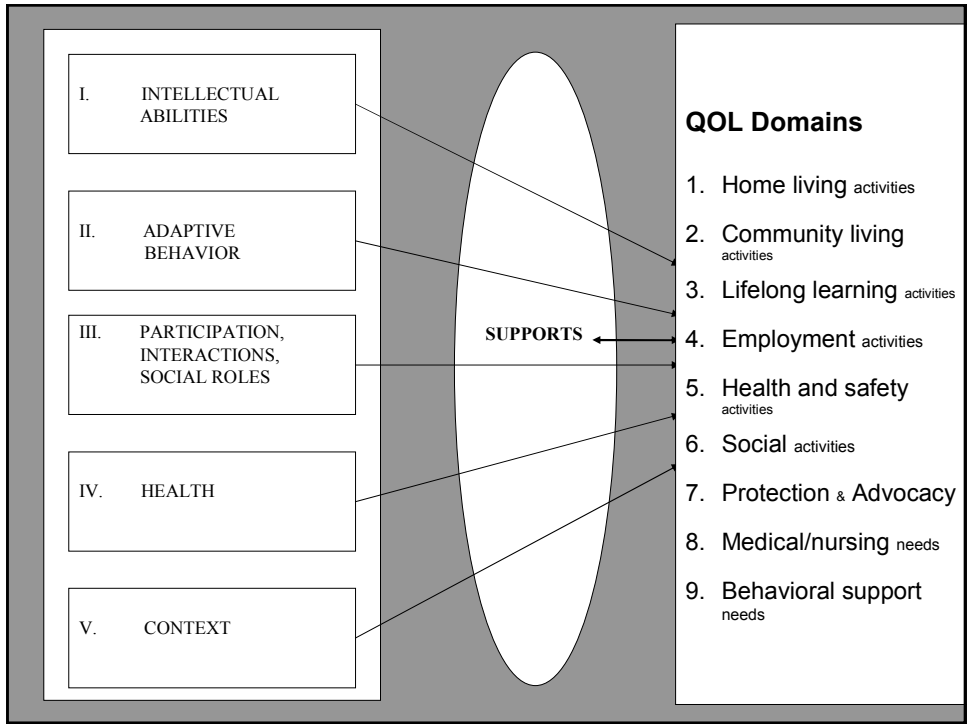 I. INTELLECTUAL
ABILITIES
II. ADAPTIVE
BEHAVIOR
III. PARTICIPATION,
INTERACTIONS,
SOCIAL ROLES
IV. HEALTH
V. CONTEXT
SUPPORTS
QOL Domains
1. Home living activities
2. Community living
activities
3. Lifelong learning activities
4. Employment activities
5. Health and safety
activities
6. Social activities
7. Protection & Advocacy
8. Medical/nursing needs
9. Behavioral support
needs